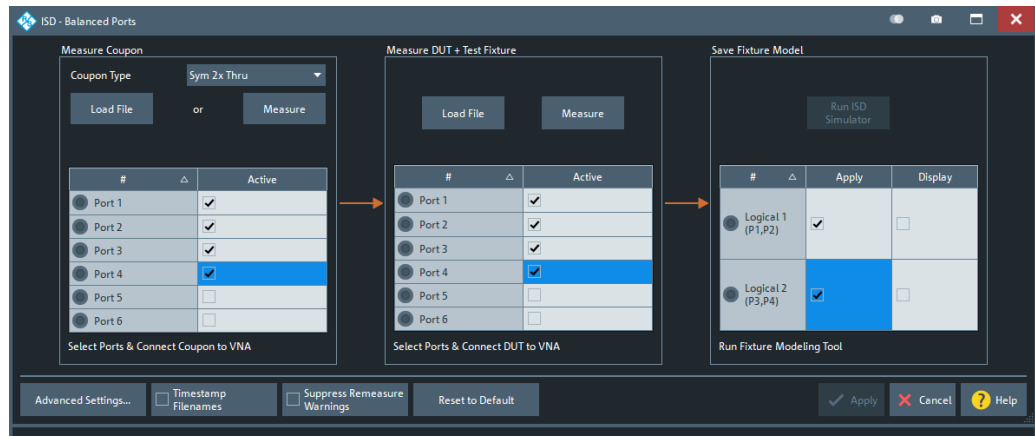 ISD - Balanced Ports
Measure Coupon
Coupon Type
Sym 2x Thru
Load File
or
Measure
# Active
Port 1
Port 2
Port 3
Port 4
Port 5
Port 6
Select Ports & Connect Coupon to VNA
Measure DUT + Test Fixture
Load File
Measure
# Active
Port 1
Port 2
Port 3
Port 4
Port 5
Port 6
Select Ports & Connect DUT to VNA
Save Fixture Model
Run ISD
Simulator
# Apply Display
Logical 1
(P1,P2)
Logical 2
(P3,P4)
Run Fixture Modeling Tool
Advanced Settings...
Timestamp
Filenames
Suppress Remeasure
Warnings
Reset to Default
Apply
Cancel
? Help